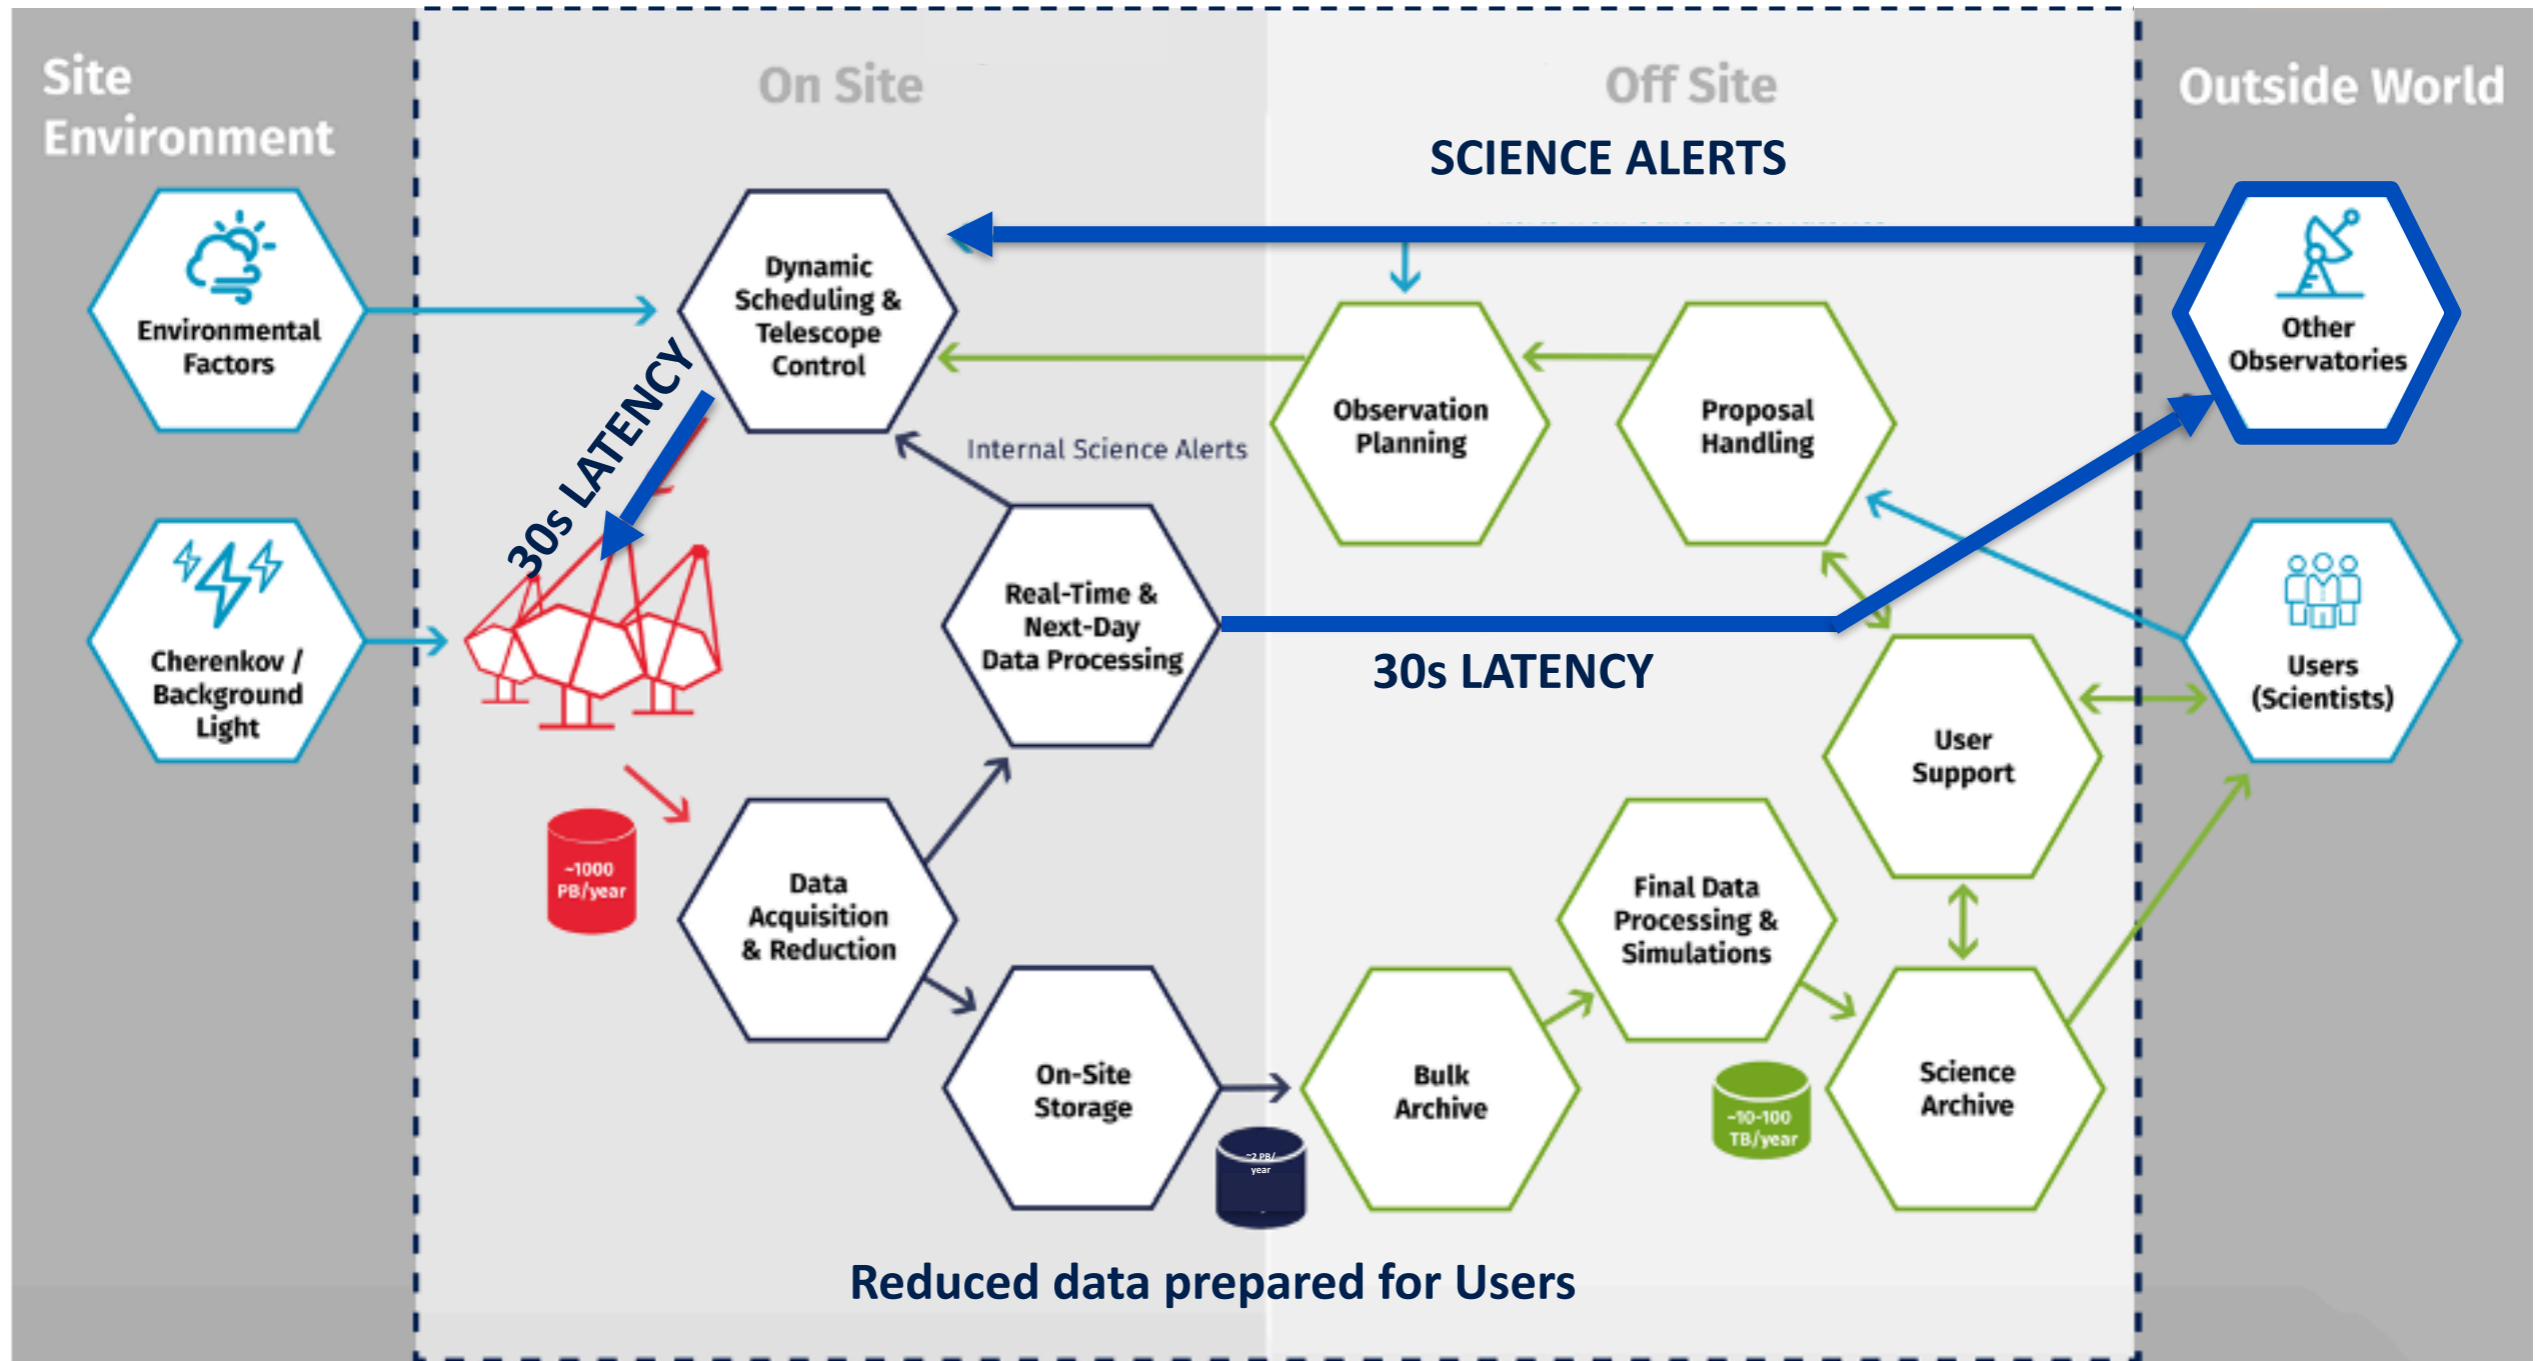 Site
Environment
On Site
Off Site
Outside World
SCIENCE ALERTS
Environmental
Factors
Dynamic
Scheduling &
Telescope
Control
Other
Observatories
Observation
Planning
Proposal
Handling
Internal Science Alerts
30s LATENCY
Cherenkov /
Background
Light
Real-Time &
Next-Day
Data Processing
30s LATENCY
Users
(Scientists)
User
Support
~1000
PB/year
Data
Acquisition
& Reduction
Final Data
Processing &
Simulations
On-Site
Storage
Bulk
Archive
Science
Archive
~10-100
TB/year
~2 PB/
year
Reduced data prepared for Users